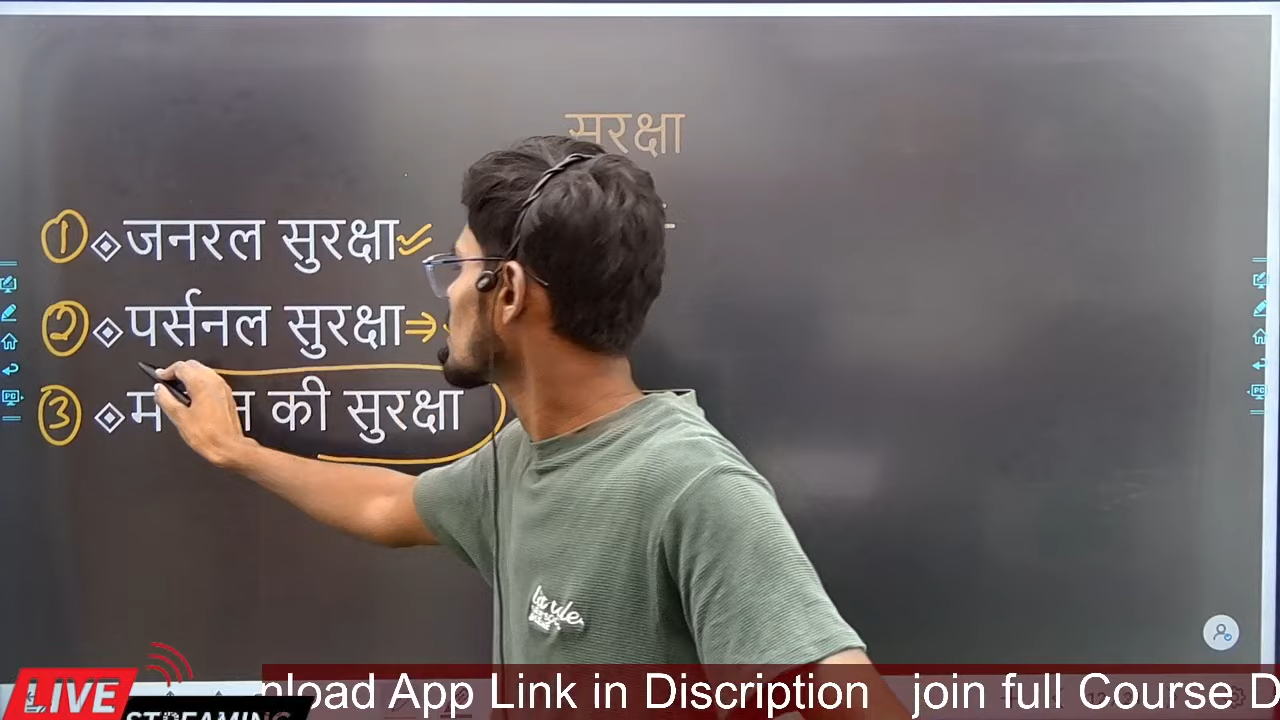 सुरक्षा
① जनरल सुरक्षा
② पर्सनल सुरक्षा ⇒
③ की सुरक्षा
LIVE
STREAMING
nload App Link in Discription join full Course D